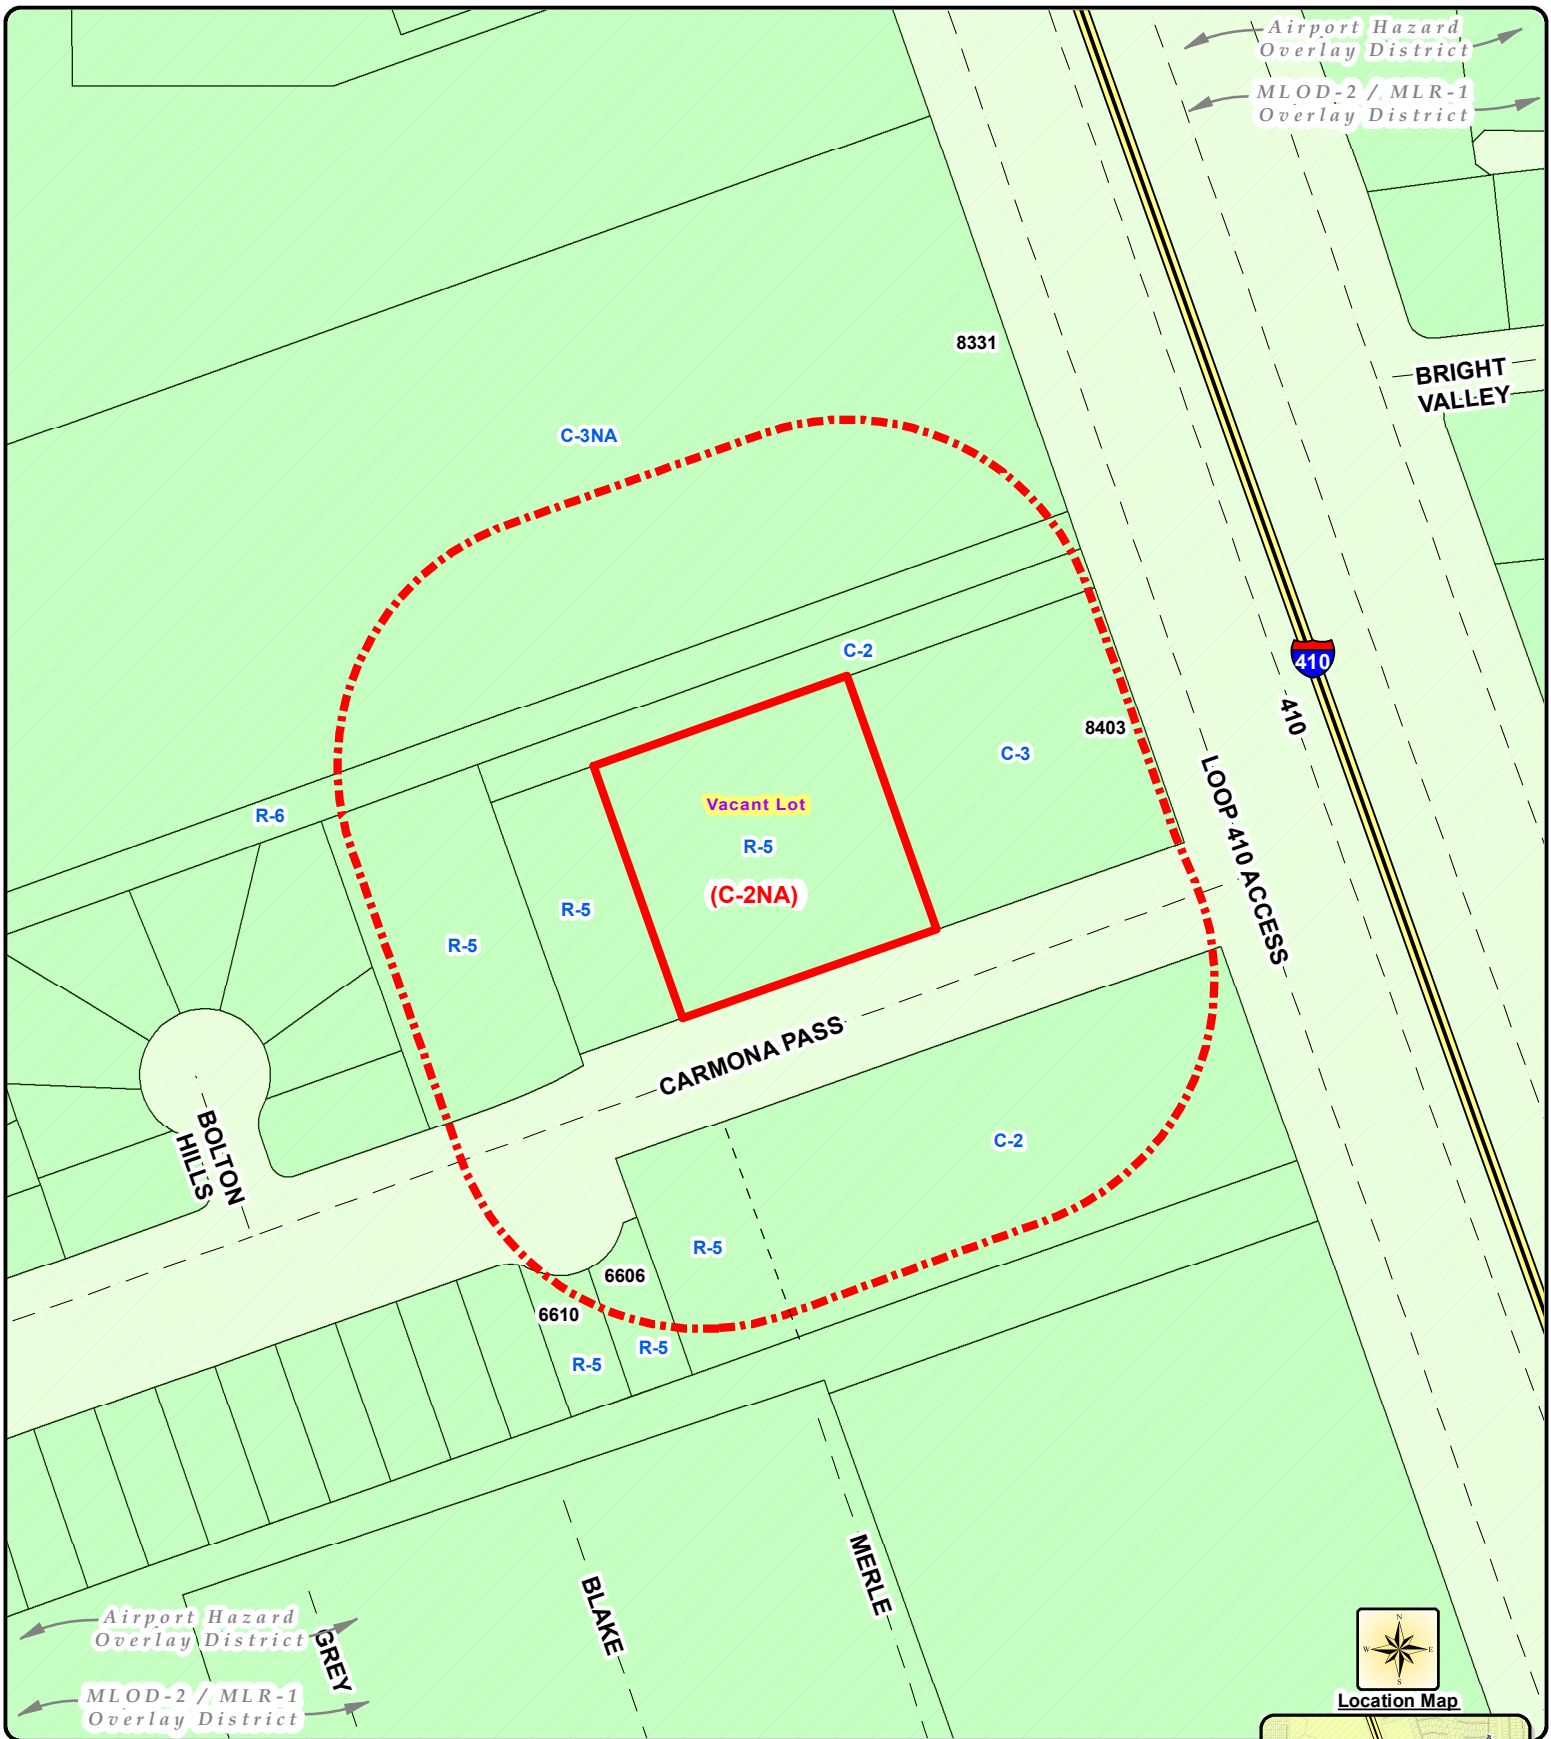 Airport Hazard
Overlay District
MLOD-2 / MLR-1
Overlay District
8331
BRIGHT
VALLEY
C-3NA
C-2
410
410
8403
C-3
LOOP 410 ACCESS
Vacant Lot
R-6
R-5
(C-2NA)
R-5
R-5
CARMONA PASS
BOLTON
HILLS
C-2
R-5
6606
6610
R-5
R-5
MERLE
BLAKE
GREY
Airport Hazard
Overlay District
MLOD-2 / MLR-1
Overlay District
N
W
E
S
Location Map